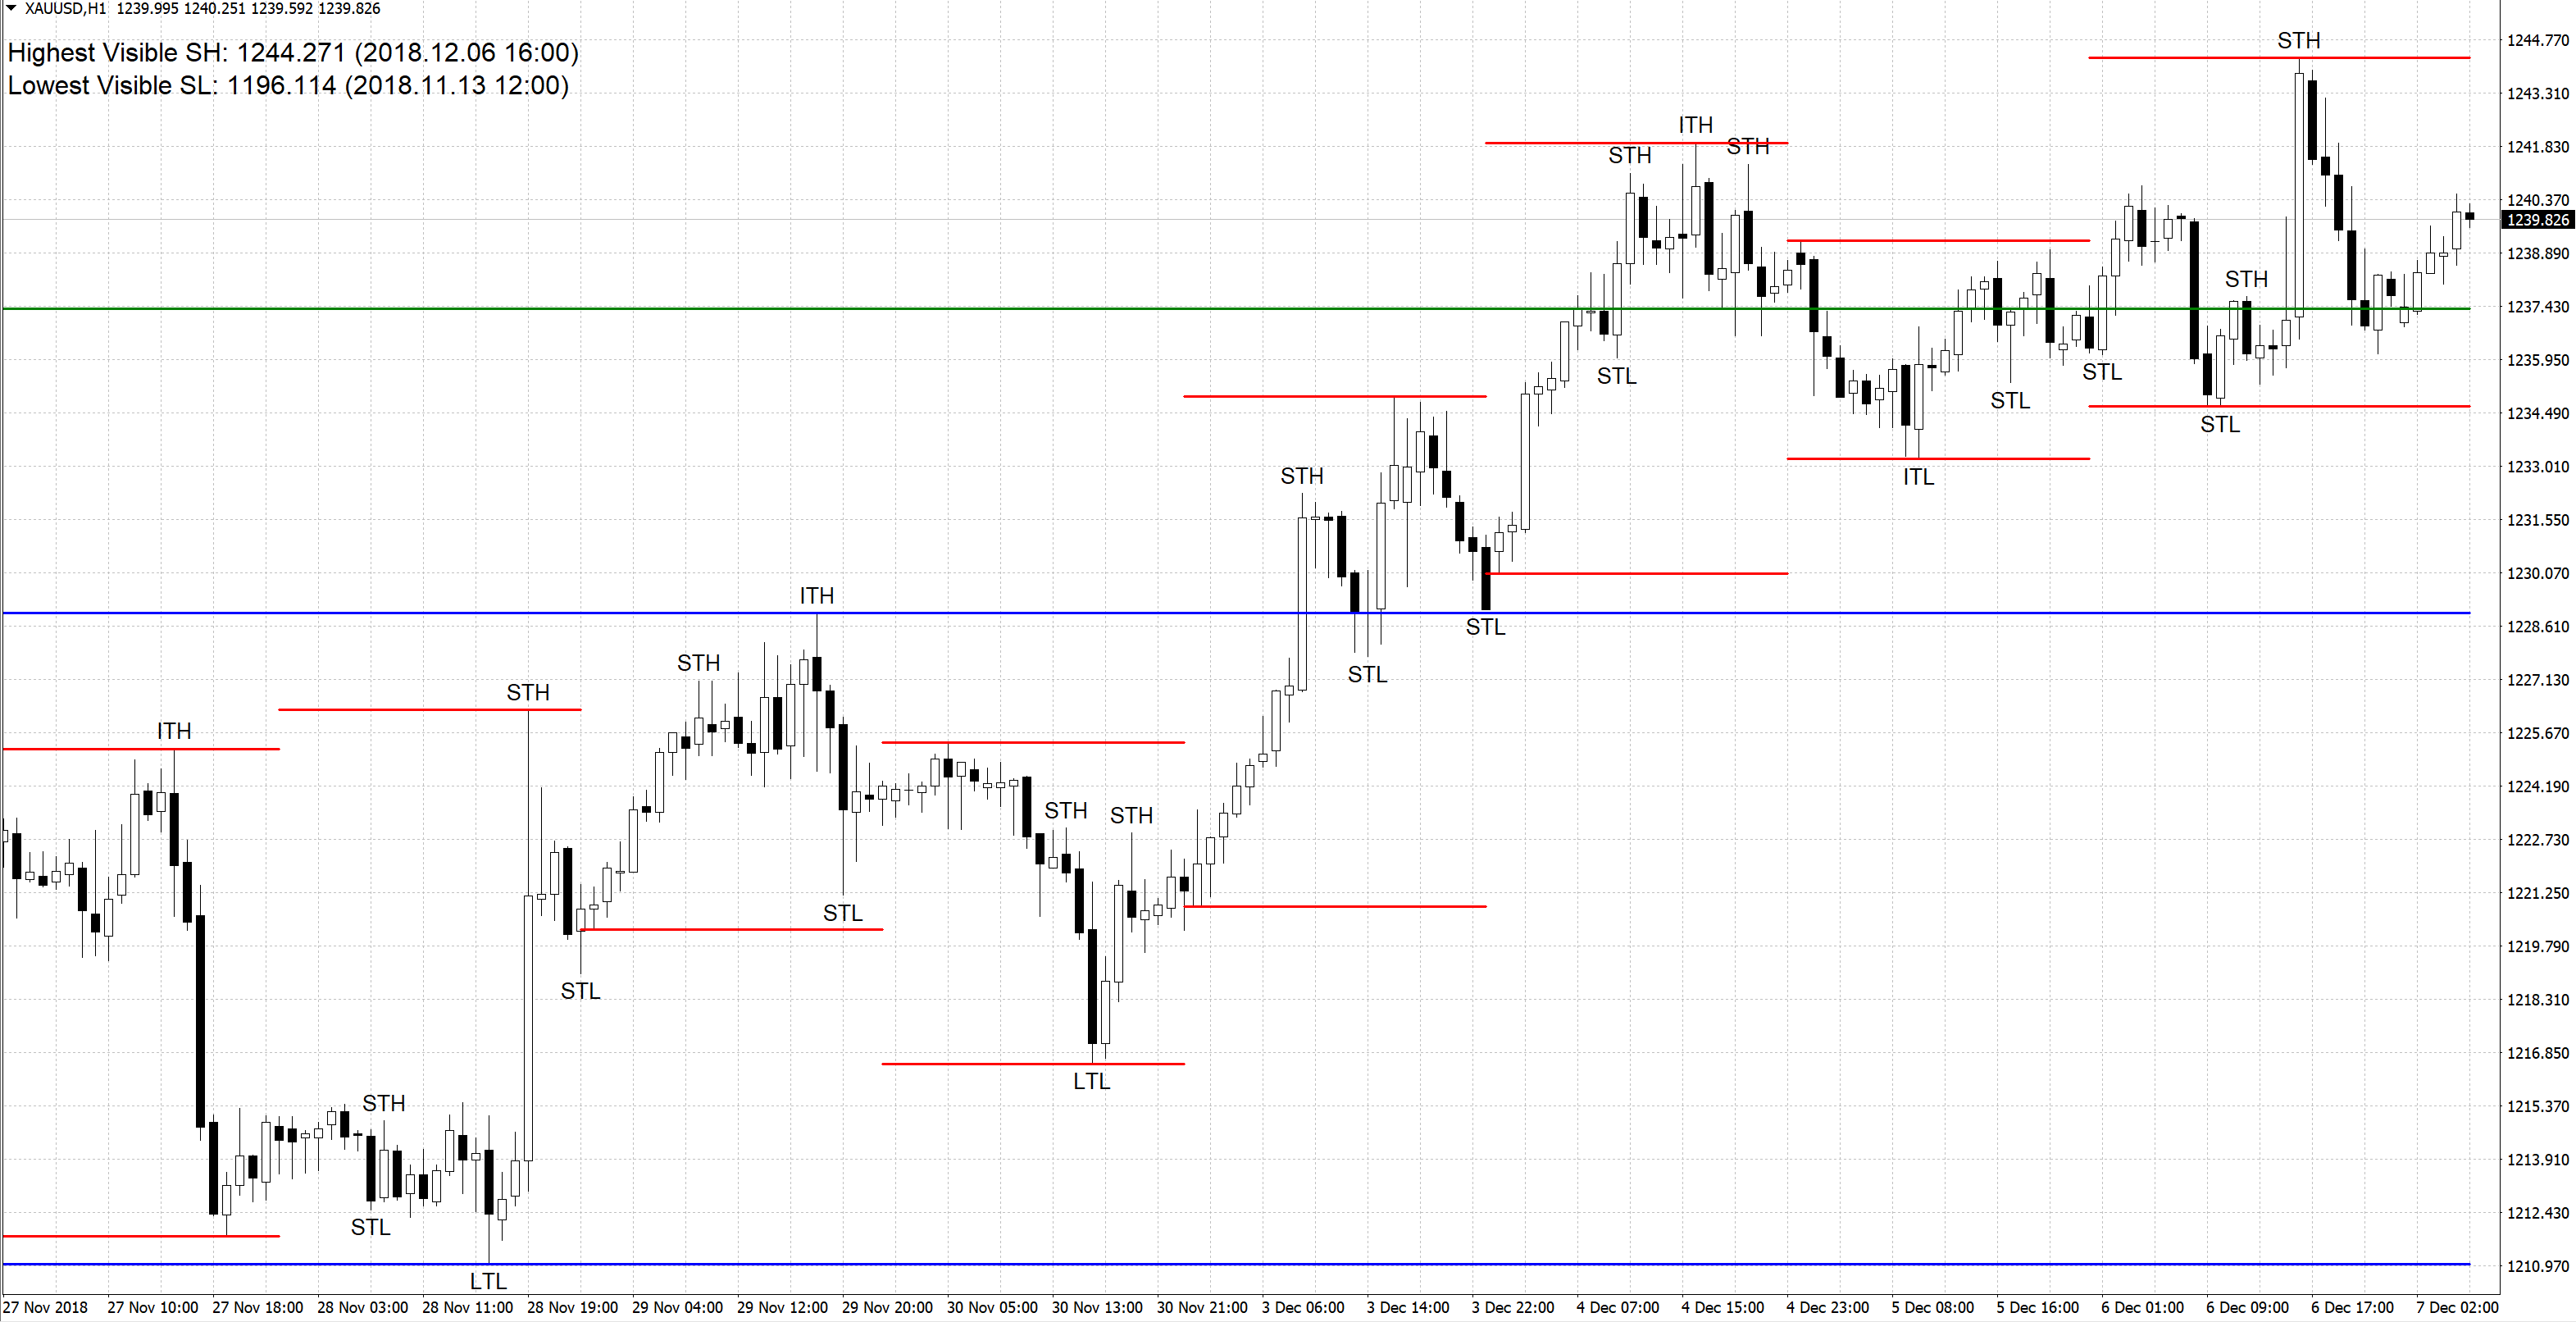 XAUUSD,H1 1239.995 1240.251 1239.592 1239.826
Highest Visible SH: 1244.271 (2018.12.06 16:00)
Lowest Visible SL: 1196.114 (2018.11.13 12:00)
STH
1244.770
1243.310
ITH
STH
STH
1241.830
1240.370
1239.826
1238.890
STH
1237.430
STL
STL
1235.950
STL
STL
1234.490
STH
ITL
1233.010
1231.550
1230.070
ITH
STL
1228.610
STH
STL
1227.130
STH
ITH
1225.670
1224.190
STH
STH
1222.730
STL
1221.250
1219.790
STL
1218.310
1216.850
LTL
STH
1215.370
1213.910
STL
1212.430
LTL
1210.970
27 Nov 2018 27 Nov 10:00 27 Nov 18:00 28 Nov 03:00 28 Nov 11:00 28 Nov 19:00 29 Nov 04:00 29 Nov 12:00 29 Nov 20:00 30 Nov 05:00 30 Nov 13:00 30 Nov 21:00 3 Dec 06:00 3 Dec 14:00 3 Dec 22:00 4 Dec 07:00 4 Dec 15:00 4 Dec 23:00 5 Dec 08:00 5 Dec 16:00 6 Dec 01:00 6 Dec 09:00 6 Dec 17:00 7 Dec 02:00